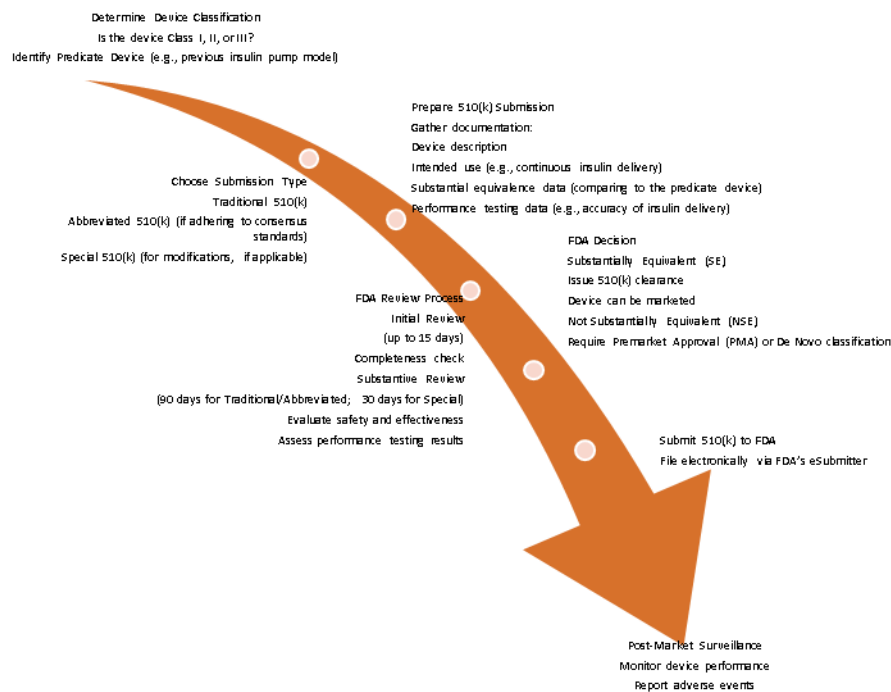 Determine Device Classification
Is the device Class I, II, or III?
Identify Predicate Device (e.g., previous insulin pump model)
Choose Submission Type
Traditional 510(k)
Abbreviated 510(k) (if adhering to consensus
standards)
Special 510(k) (for modifications, if applicable)
Prepare 510(k) Submission
Gather documentation:
Device description
Intended use (e.g., continuous insulin delivery)
Substantial equivalence data (comparing to the predicate device)
Performance testing data (e.g., accuracy of insulin delivery)
FDA Review Process
Initial Review
(up to 15 days)
Completeness check
Substantive Review
(90 days for Traditional/Abbreviated; 30 days for Special)
Evaluate safety and effectiveness
Assess performance testing results
FDA Decision
Substantially Equivalent (SE)
Issue 510(k) clearance
Device can be marketed
Not Substantially Equivalent (NSE)
Require Premarket Approval (PMA) or De Novo classification
Submit 510(k) to FDA
File electronically via FDA's eSubmitter
Post-Market Surveillance
Monitor device performance
Report adverse events